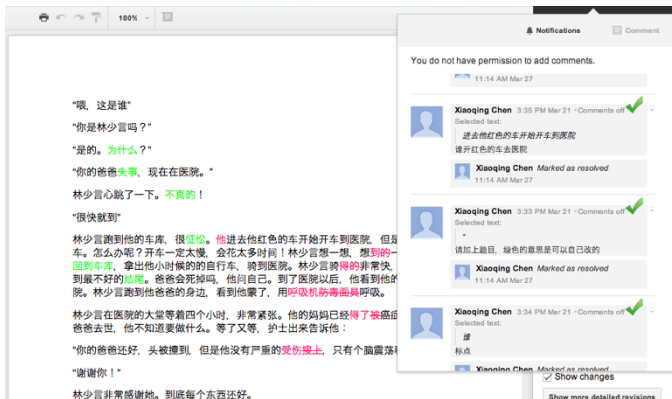 100%
Notifications
Comment
You do not have permission to add comments.
11:14 AM Mar 27
Xiaoqing Chen 3:35 PM Mar 21 • Comments off
Selected text:
进去他红色的车开始开车到医院
谁开红色的车去医院
Xiaoqing Chen Marked as resolved
11:14 AM Mar 27
Xiaoqing Chen 3:33 PM Mar 21 • Comments off
Selected text:
"
请加上题目，绿色的意思是可以自己改的
Xiaoqing Chen Marked as resolved
11:14 AM Mar 27
Xiaoqing Chen 3:34 PM Mar 21 • Comments off
Selected text:
谁
标点
Xiaoqing Chen Marked as resolved
Show changes
Show more detailed revisions
"喂，这是谁"
"你是林少言吗？"
"是的。为什么？"
"你的爸爸失事，现在在医院。"
林少言心跳了一下。不真的！
"很快就到"
林少言跑到他的车库，很怔忪。他进去他红色的车开始开车到医院，但是
车。怎么办呢？开车一定太慢，会花太多时间！林少言想一想，想到的一
回到车库，拿出他小时候的的自行车，骑到医院。林少言骑得的非常快，
到最不好的结尾。爸爸会死掉吗，他问自己。到了医院以后，他看到他的
院。林少言跑到他爸爸的身边，看到他蒙了，用呼吸机防毒面具呼吸。
林少言在医院的大堂等着四个小时，非常紧张。他的妈妈已经得了被癌症
爸爸去世，他不知道要做什么。等了又等，护士出来告诉他：
"你的爸爸还好，头被撞到，但是他没有严重的受伤搜上，只有个脑震荡
"谢谢你！"
林少言非常感谢她。到底每个东西还好。